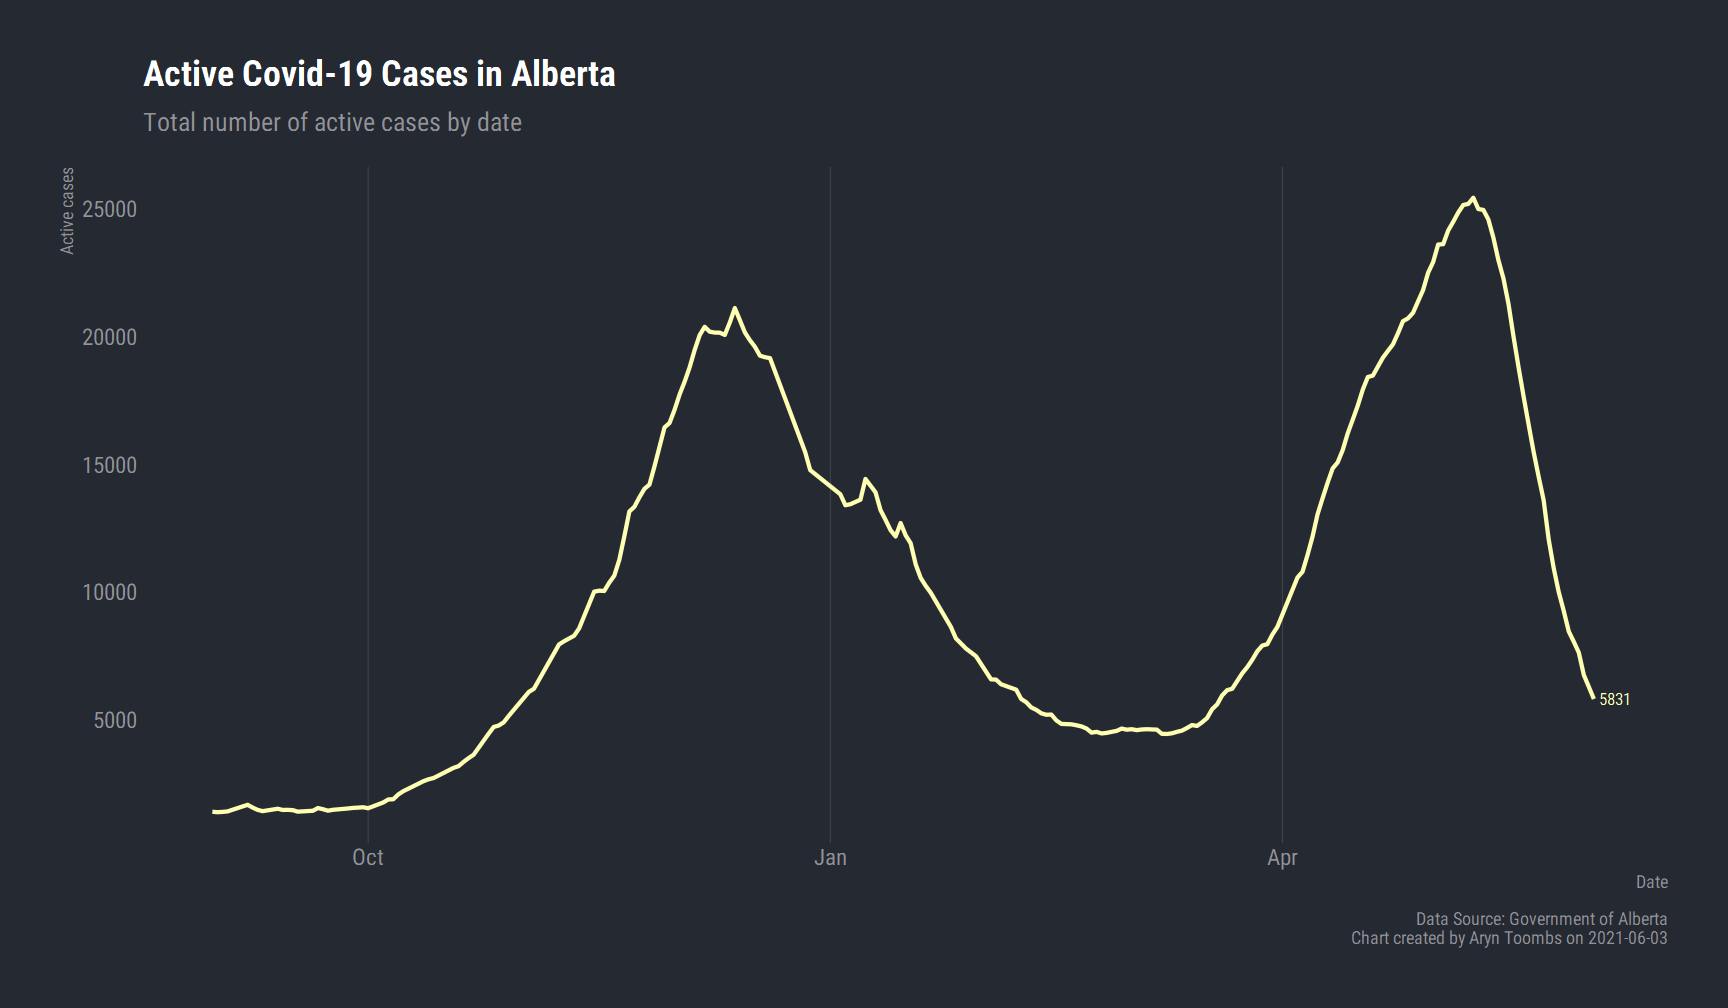 Active Covid-19 Cases in Alberta
Total number of active cases by date
Active cases
25000
20000
15000
10000
5000
5831
Oct
Jan
Apr
Date
Data Source: Government of Alberta
Chart created by Aryn Toombs on 2021-06-03